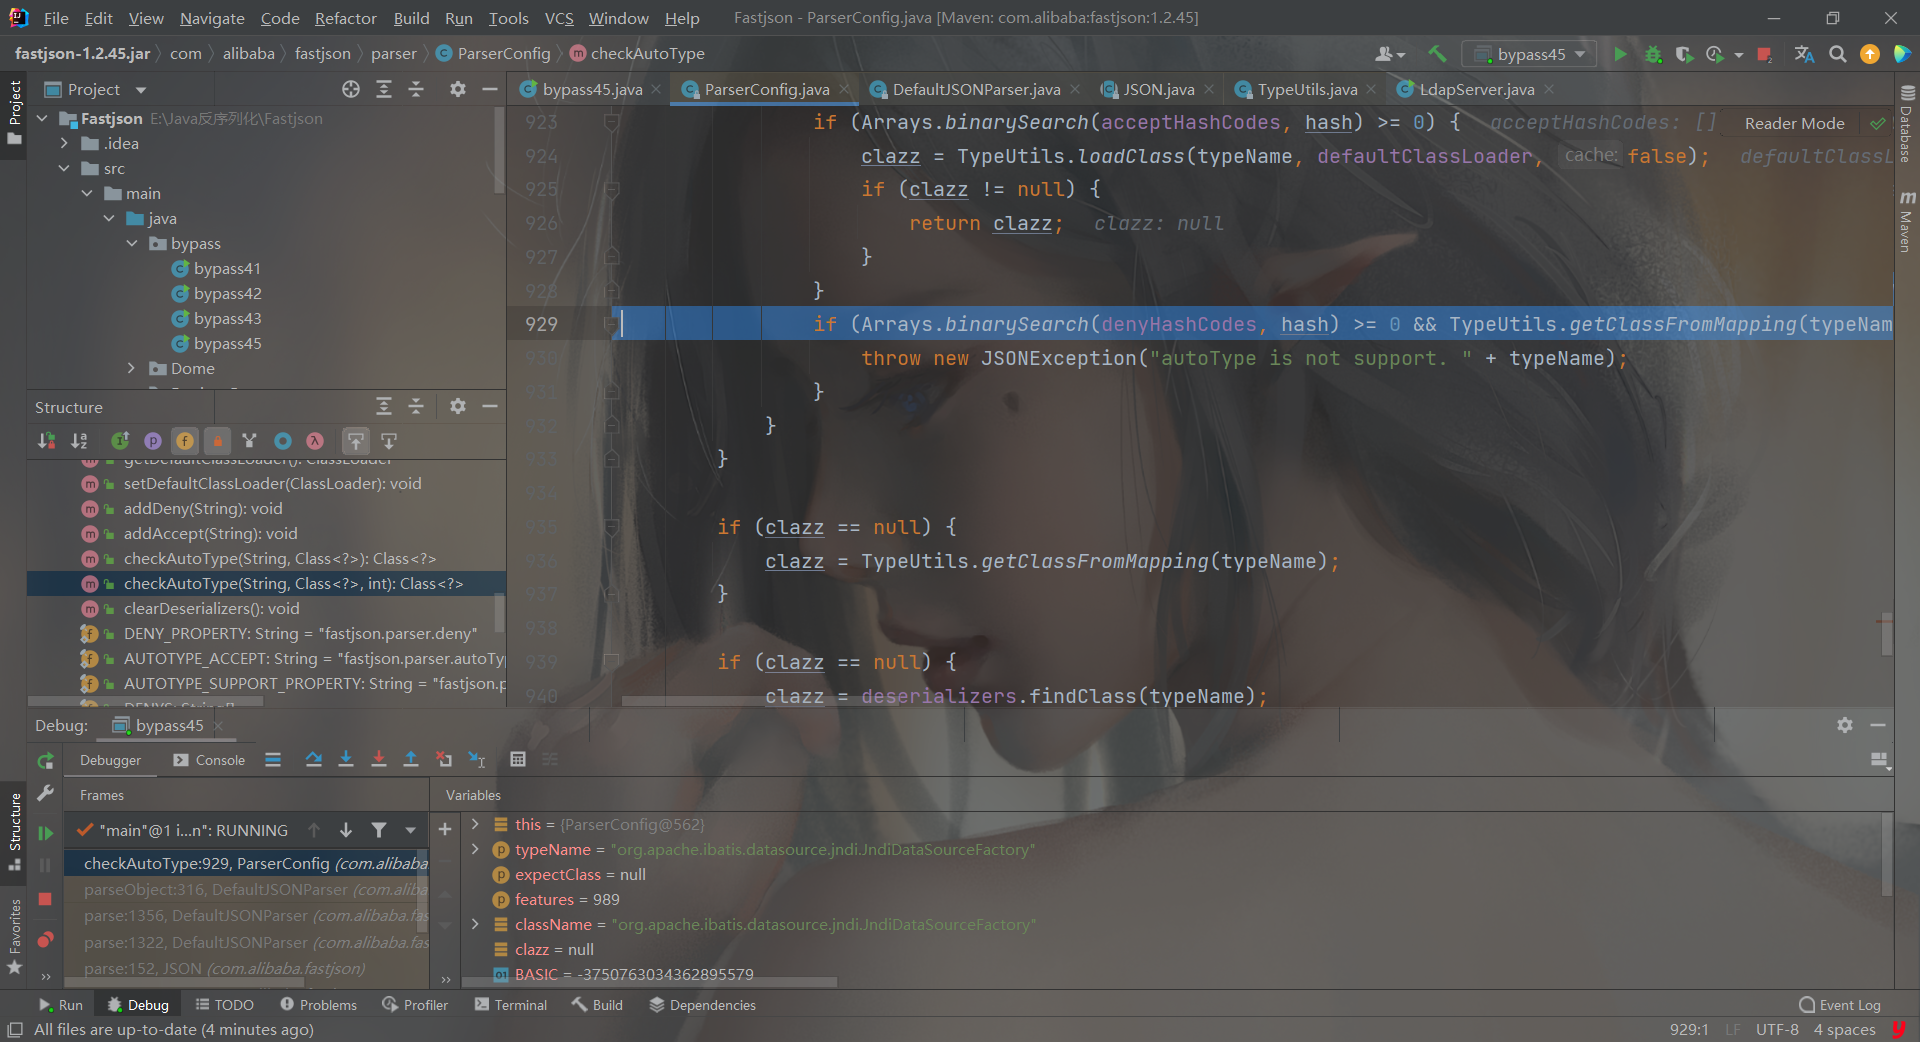 File Edit View Navigate Code Refactor Build Run Tools VCS Window Help Fastjson - ParserConfig.java [Maven: com.alibaba:fastjson:1.2.45]
fastjson-1.2.45.jar com alibaba fastjson parser ParserConfig checkAutoType bypass45
Project
bypass45.java ParserConfig.java DefaultJSONParser.java JSON.java TypeUtils.java LdapServer.java
Fastjson E:\Java反序列化\Fastjson
.idea
src
main
java
bypass
bypass41
bypass42
bypass43
bypass45
Dome
923 if (Arrays.binarySearch(acceptHashCodes, hash) >= 0) { acceptHashCodes: []
Reader Mode
924 clazz = TypeUtils.loadClass(typeName, defaultClassLoader, cache: false); defaultClassL
925 if (clazz != null) {
926 return clazz; clazz: null
927 }
928 }
929 if (Arrays.binarySearch(denyHashCodes, hash) >= 0 && TypeUtils.getClassFromMapping(typeNam
930 throw new JSONException("autoType is not support. " + typeName);
931 }
932 }
933 }
934
935 if (clazz == null) {
936 clazz = TypeUtils.getClassFromMapping(typeName);
937 }
938
939 if (clazz == null) {
940 clazz = deserializers.findClass(typeName);
Project
Structure
Favorites
Database
Maven
Structure
getDefaultClassLoader(): ClassLoader
setDefaultClassLoader(ClassLoader): void
addDeny(String): void
addAccept(String): void
checkAutoType(String, Class<?>): Class<?>
checkAutoType(String, Class<?>, int): Class<?>
clearDeserializers(): void
DENY_PROPERTY: String = "fastjson.parser.deny"
AUTOTYPE_ACCEPT: String = "fastjson.parser.autoTy
AUTOTYPE_SUPPORT_PROPERTY: String = "fastjson.p
DENYS: String[]
Debug: bypass45
Debugger Console
Frames
"main"@1 i...n": RUNNING
checkAutoType:929, ParserConfig (com.alibaba
parseObject:316, DefaultJSONParser (com.alib
parse:1356, DefaultJSONParser (com.alibaba.fas
parse:1322, DefaultJSONParser (com.alibaba.fas
parse:152, JSON (com.alibaba.fastjson)
Variables
this = {ParserConfig@562}
typeName = "org.apache.ibatis.datasource.jndi.JndiDataSourceFactory"
expectClass = null
features = 989
className = "org.apache.ibatis.datasource.jndi.JndiDataSourceFactory"
clazz = null
BASIC = -3750763034362895579
Run Debug TODO Problems Profiler Terminal Build Dependencies Event Log
All files are up-to-date (4 minutes ago) 929:1 LF UTF-8 4 spaces